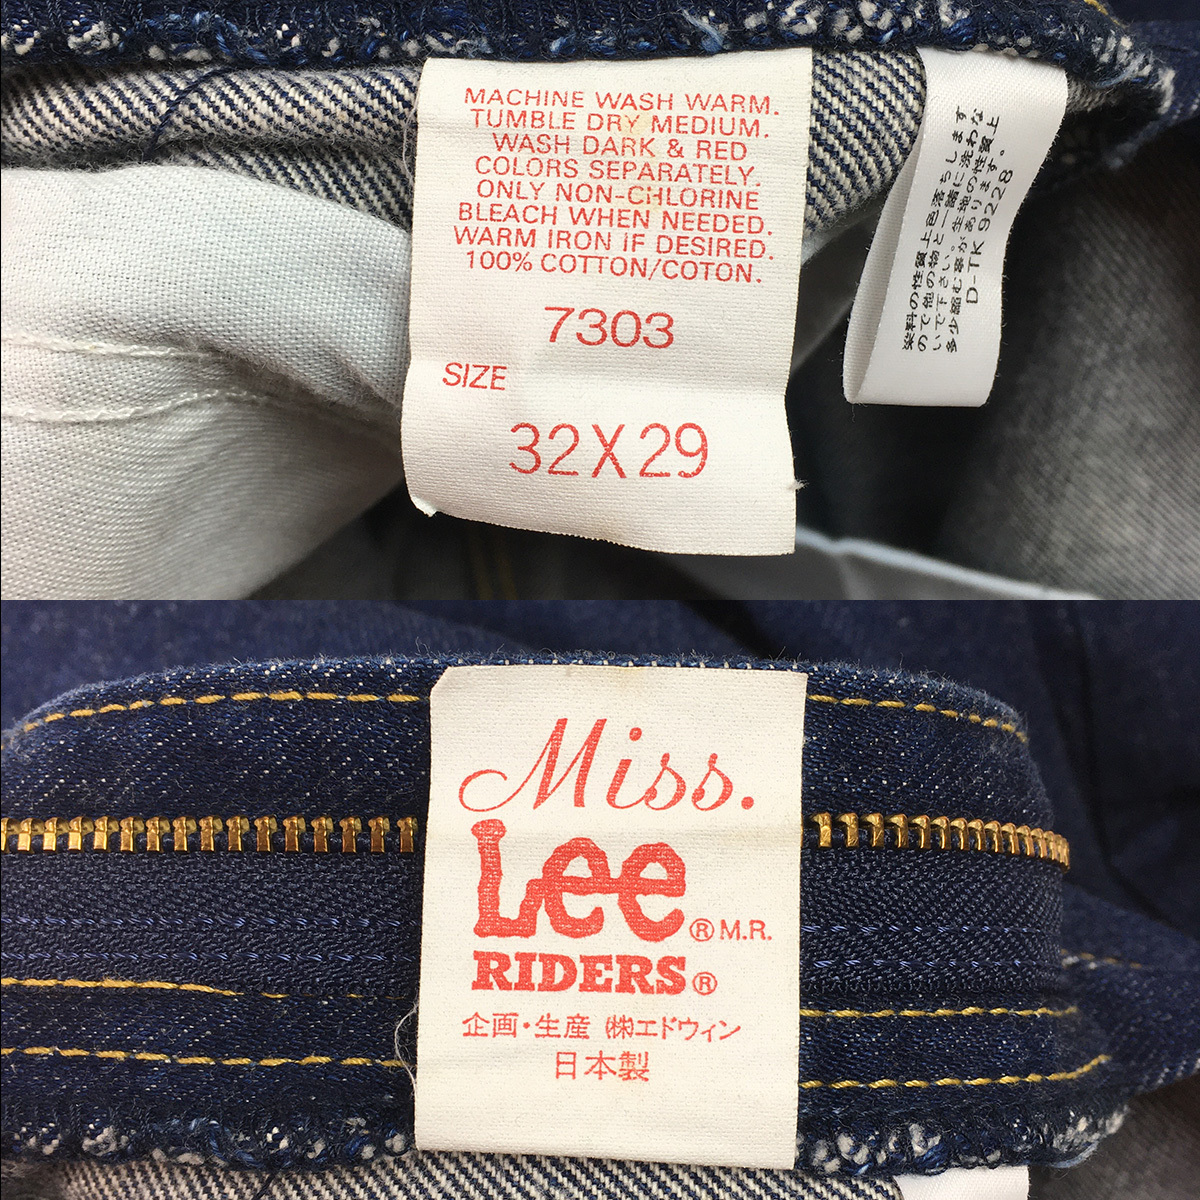 MACHINE WASH WARM.
TUMBLE DRY MEDIUM.
WASH DARK & RED
COLORS SEPARATELY.
ONLY NON-CHLORINE
BLEACH WHEN NEEDED.
WARM IRON IF DESIRED.
100% COTTON/COTON.
7303
SIZE
32X29
染料の性質上色落ちします
ので他の物と一緒に洗わな
いで下さい。生地の性質上
多少縮む事があります。
D-TK 9228
Miss.
Lee® M.R.
RIDERS®
企画・生産 ㈱エドウィン
日本製